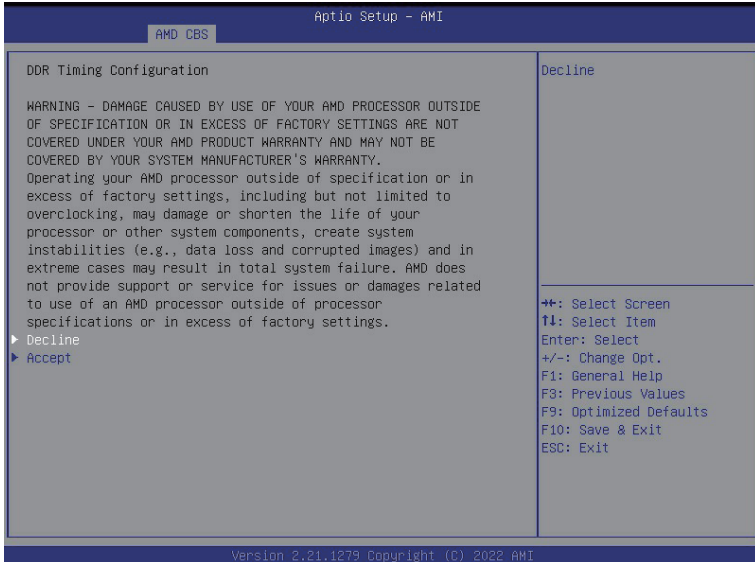 Aptio Setup – AMI
AMD CBS
DDR Timing Configuration
WARNING - DAMAGE CAUSED BY USE OF YOUR AMD PROCESSOR OUTSIDE
OF SPECIFICATION OR IN EXCESS OF FACTORY SETTINGS ARE NOT
COVERED UNDER YOUR AMD PRODUCT WARRANTY AND MAY NOT BE
COVERED BY YOUR SYSTEM MANUFACTURER'S WARRANTY.
Operating your AMD processor outside of specification or in
excess of factory settings, including but not limited to
overclocking, may damage or shorten the life of your
processor or other system components, create system
instabilities (e.g., data loss and corrupted images) and in
extreme cases may result in total system failure. AMD does
not provide support or service for issues or damages related
to use of an AMD processor outside of processor
specifications or in excess of factory settings.
▶ Decline
▶ Accept
Decline
→←: Select Screen
↑↓: Select Item
Enter: Select
+/-: Change Opt.
F1: General Help
F3: Previous Values
F9: Optimized Defaults
F10: Save & Exit
ESC: Exit
Version 2.21.1279 Copyright (C) 2022 AMI